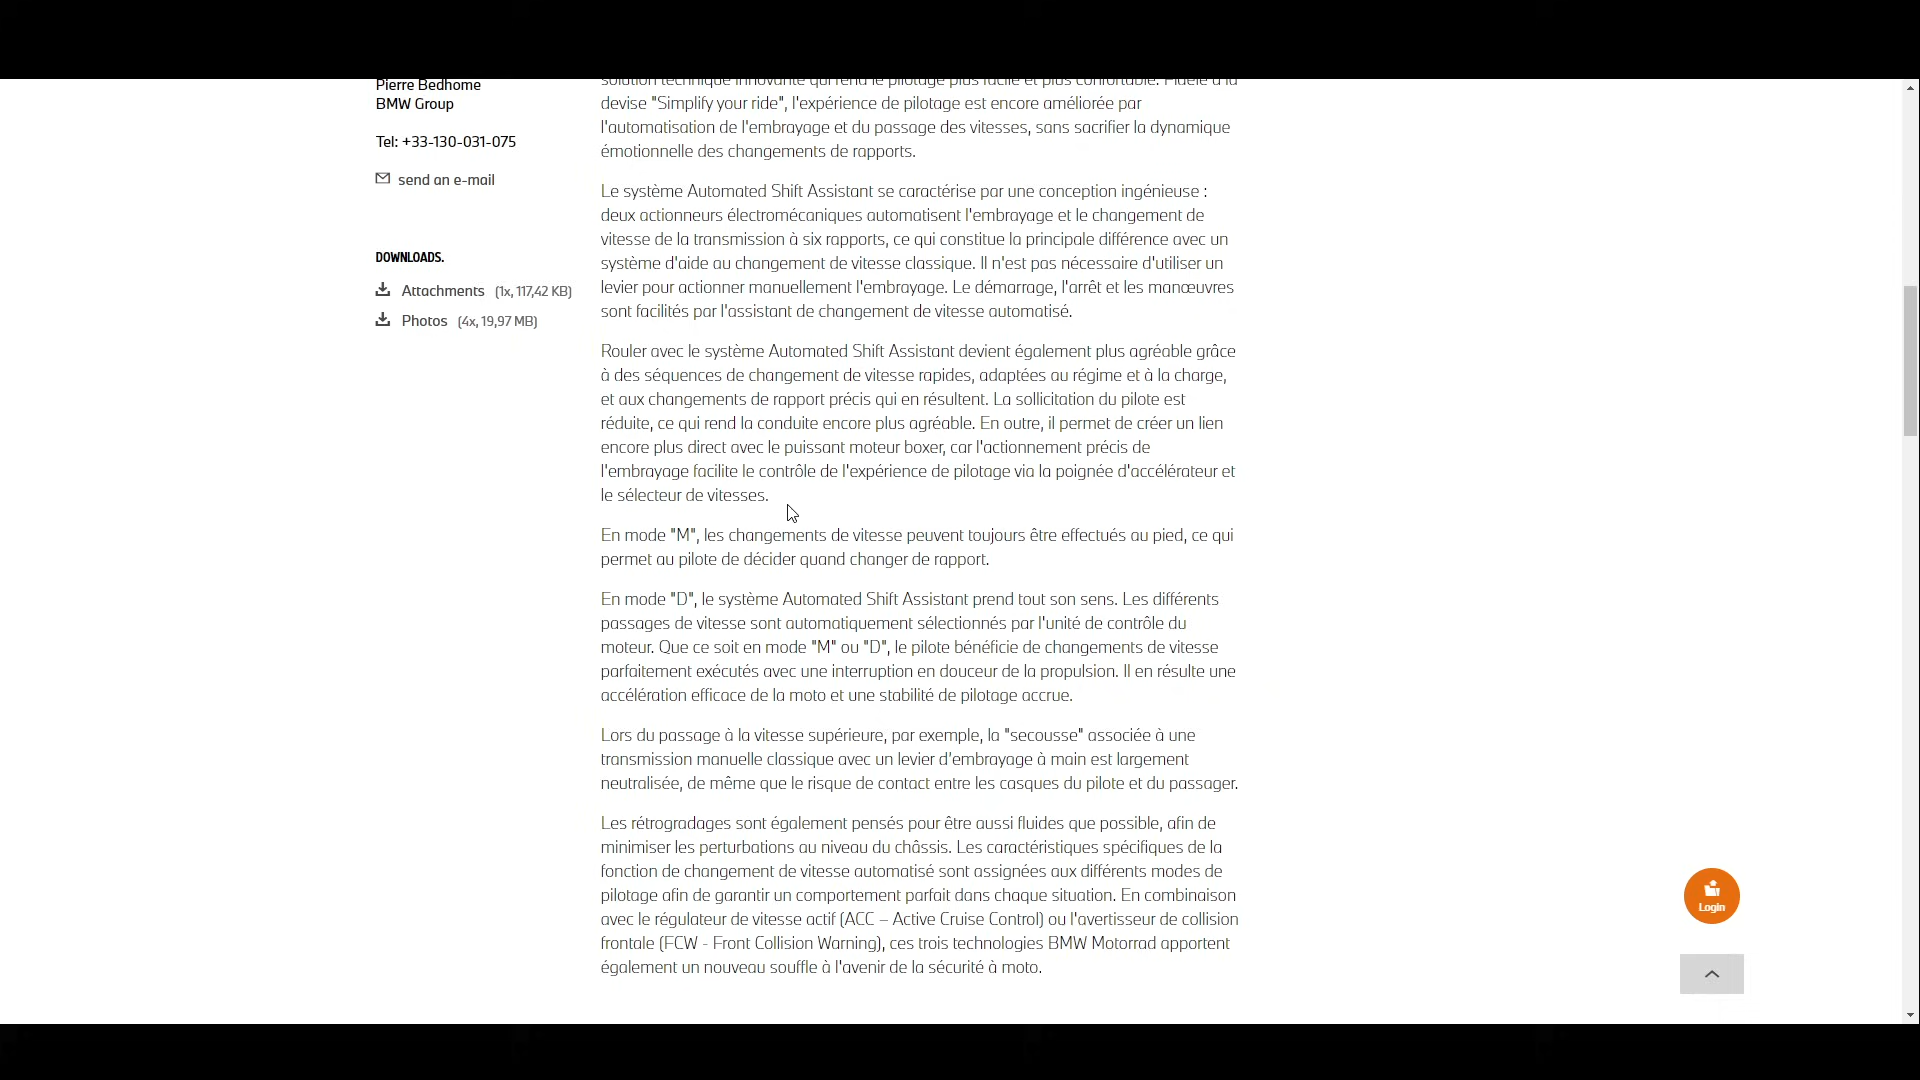 Pierre Bedhome
BMW Group
Tel: +33-130-031-075
send an e-mail
DOWNLOADS.
Attachments (1x, 117,42 KB)
Photos (4x, 19,97 MB)
solution technique innovante qui rend le pilotage plus facile et plus confortable. Fidèle à la
devise "Simplify your ride", l'expérience de pilotage est encore améliorée par
l'automatisation de l'embrayage et du passage des vitesses, sans sacrifier la dynamique
émotionnelle des changements de rapports.
Le système Automated Shift Assistant se caractérise par une conception ingénieuse :
deux actionneurs électromécaniques automatisent l'embrayage et le changement de
vitesse de la transmission à six rapports, ce qui constitue la principale différence avec un
système d'aide au changement de vitesse classique. Il n'est pas nécessaire d'utiliser un
levier pour actionner manuellement l'embrayage. Le démarrage, l'arrêt et les manœuvres
sont facilités par l'assistant de changement de vitesse automatisé.
Rouler avec le système Automated Shift Assistant devient également plus agréable grâce
à des séquences de changement de vitesse rapides, adaptées au régime et à la charge,
et aux changements de rapport précis qui en résultent. La sollicitation du pilote est
réduite, ce qui rend la conduite encore plus agréable. En outre, il permet de créer un lien
encore plus direct avec le puissant moteur boxer, car l'actionnement précis de
l'embrayage facilite le contrôle de l'expérience de pilotage via la poignée d'accélérateur et
le sélecteur de vitesses.
En mode "M", les changements de vitesse peuvent toujours être effectués au pied, ce qui
permet au pilote de décider quand changer de rapport.
En mode "D", le système Automated Shift Assistant prend tout son sens. Les différents
passages de vitesse sont automatiquement sélectionnés par l'unité de contrôle du
moteur. Que ce soit en mode "M" ou "D", le pilote bénéficie de changements de vitesse
parfaitement exécutés avec une interruption en douceur de la propulsion. Il en résulte une
accélération efficace de la moto et une stabilité de pilotage accrue.
Lors du passage à la vitesse supérieure, par exemple, la "secousse" associée à une
transmission manuelle classique avec un levier d'embrayage à main est largement
neutralisée, de même que le risque de contact entre les casques du pilote et du passager.
Les rétrogradages sont également pensés pour être aussi fluides que possible, afin de
minimiser les perturbations au niveau du châssis. Les caractéristiques spécifiques de la
fonction de changement de vitesse automatisé sont assignées aux différents modes de
pilotage afin de garantir un comportement parfait dans chaque situation. En combinaison
avec le régulateur de vitesse actif (ACC – Active Cruise Control) ou l'avertisseur de collision
frontale (FCW - Front Collision Warning), ces trois technologies BMW Motorrad apportent
également un nouveau souffle à l'avenir de la sécurité à moto.
Login